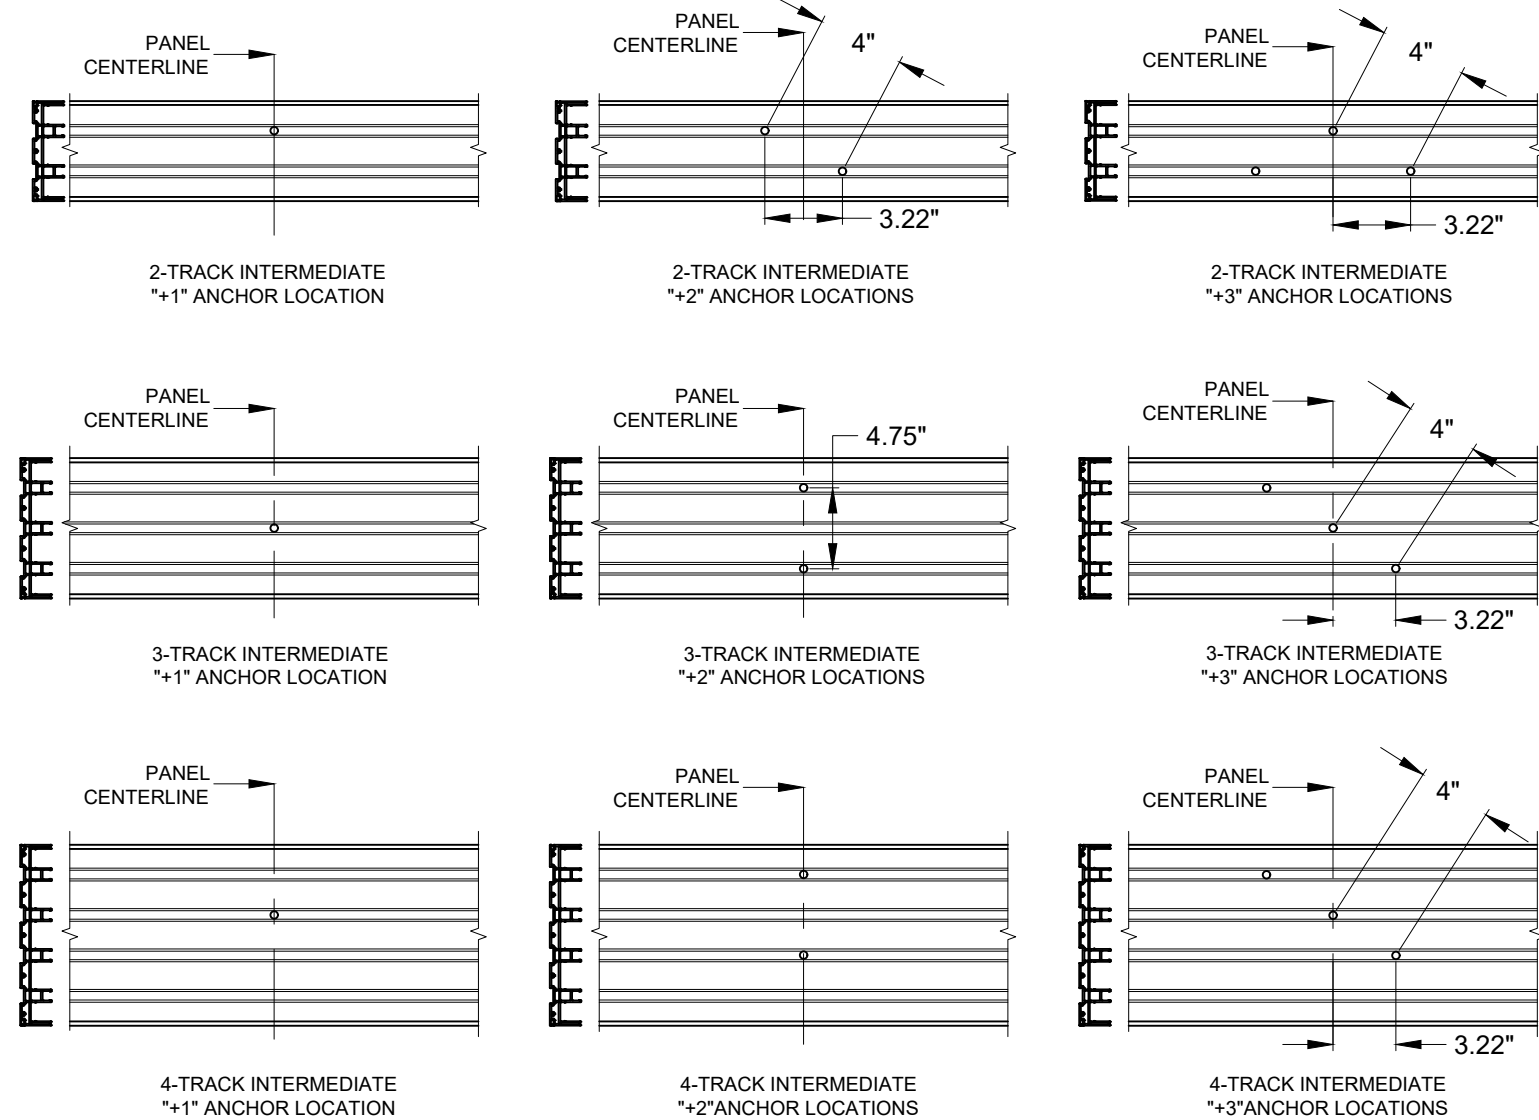 PANEL
CENTERLINE
2-TRACK INTERMEDIATE
"+1" ANCHOR LOCATION
PANEL
CENTERLINE
4"
3.22"
2-TRACK INTERMEDIATE
"+2" ANCHOR LOCATIONS
PANEL
CENTERLINE
4"
3.22"
2-TRACK INTERMEDIATE
"+3" ANCHOR LOCATIONS
PANEL
CENTERLINE
3-TRACK INTERMEDIATE
"+1" ANCHOR LOCATION
PANEL
CENTERLINE
4.75"
3-TRACK INTERMEDIATE
"+2" ANCHOR LOCATIONS
PANEL
CENTERLINE
4"
3.22"
3-TRACK INTERMEDIATE
"+3" ANCHOR LOCATIONS
PANEL
CENTERLINE
4-TRACK INTERMEDIATE
"+1" ANCHOR LOCATION
PANEL
CENTERLINE
4-TRACK INTERMEDIATE
"+2"ANCHOR LOCATIONS
PANEL
CENTERLINE
4"
3.22"
4-TRACK INTERMEDIATE
"+3"ANCHOR LOCATIONS